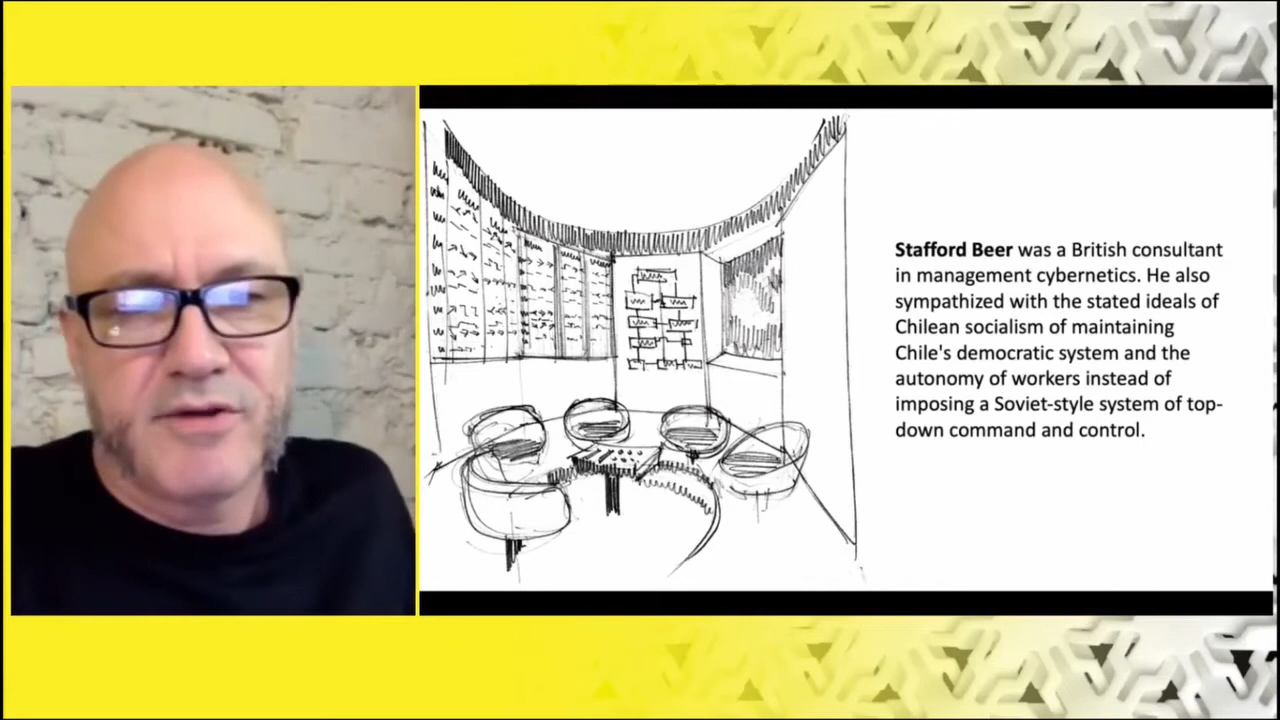 Stafford Beer was a British consultant
in management cybernetics. He also
sympathized with the stated ideals of
Chilean socialism of maintaining
Chile's democratic system and the
autonomy of workers instead of
imposing a Soviet-style system of top-
down command and control.